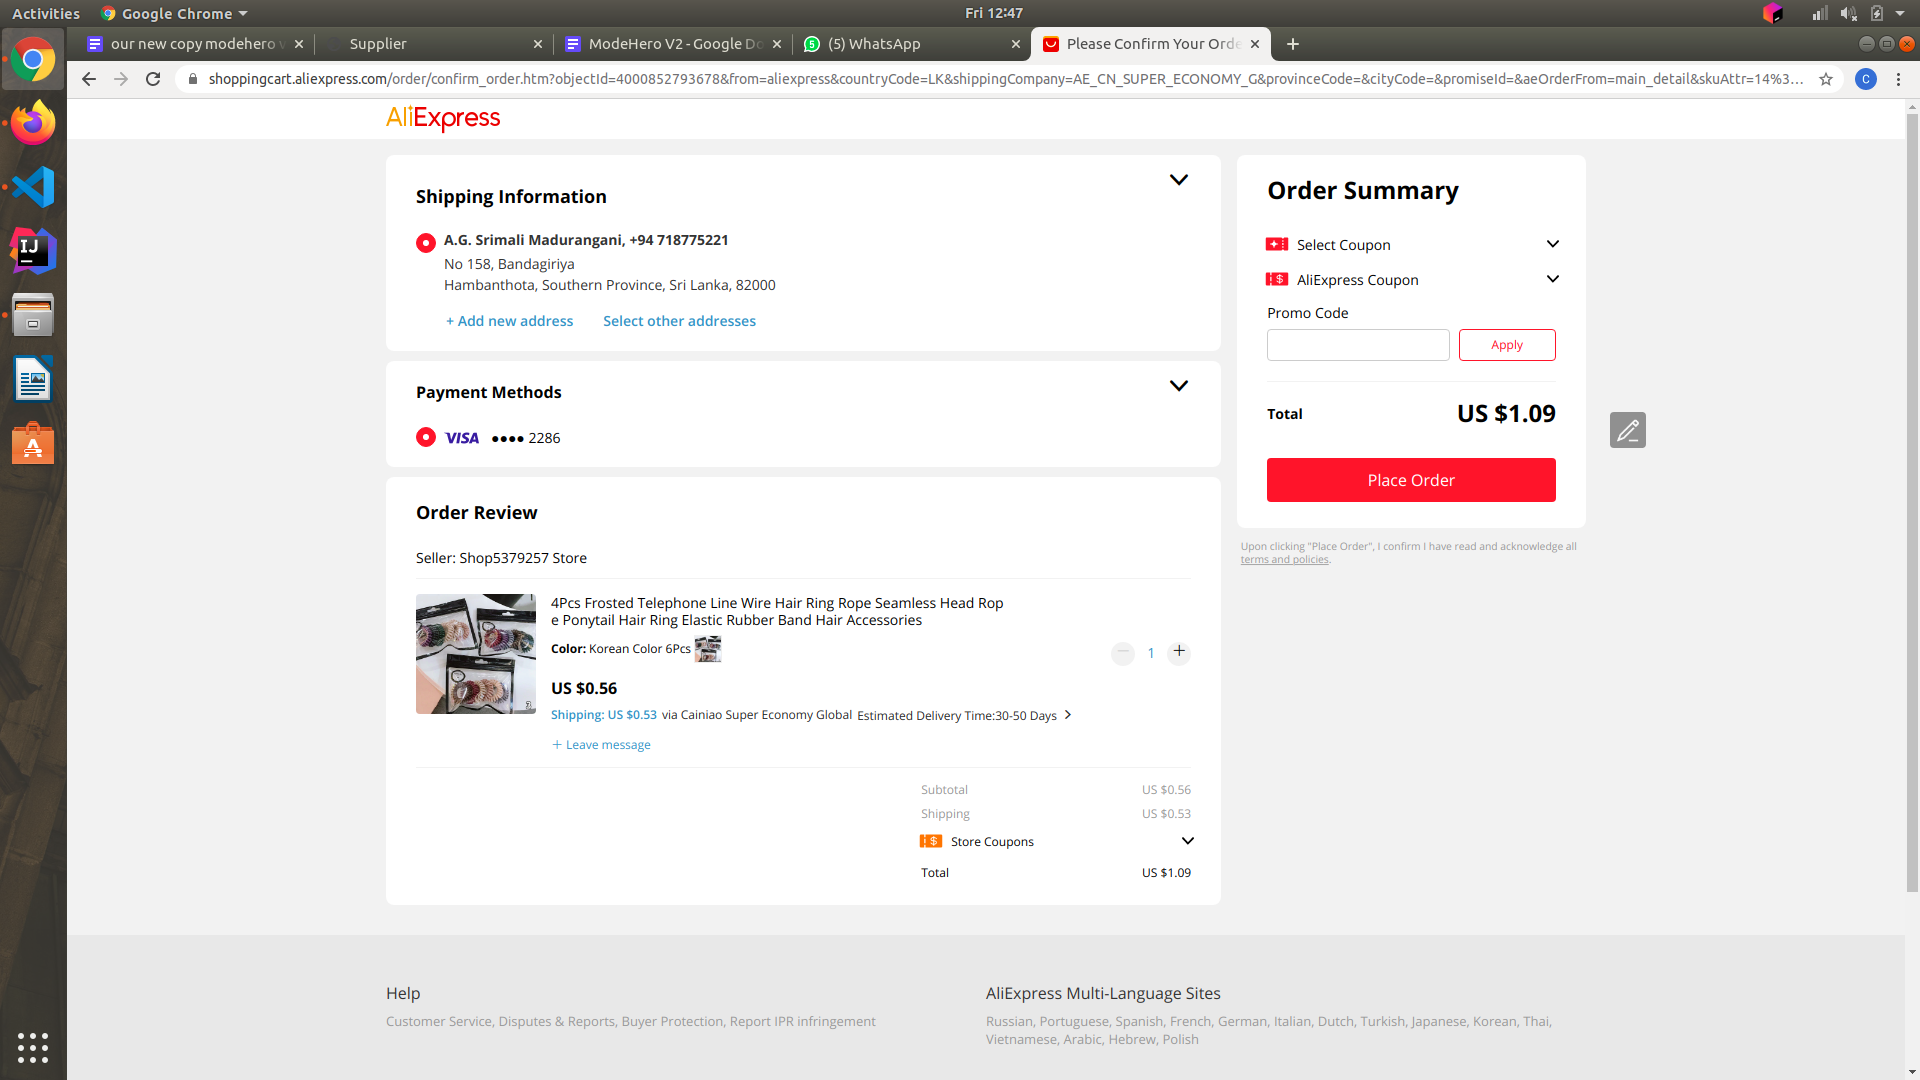 Activities
Google Chrome
Fri 12:47
our new copy modehero v
Supplier
ModeHero V2 - Google Do
(5) WhatsApp
Please Confirm Your Orde
shoppingcart.aliexpress.com/order/confirm_order.htm?objectId=4000852793678&from=aliexpress&countryCode=LK&shippingCompany=AE_CN_SUPER_ECONOMY_G&provinceCode=&cityCode=&promiseId=&aeOrderFrom=main_detail&skuAttr=14%3...
C
AliExpress
Shipping Information
A.G. Srimali Madurangani, +94 718775221
No 158, Bandagiriya
Hambanthota, Southern Province, Sri Lanka, 82000
+ Add new address
Select other addresses
Payment Methods
VISA •••• 2286
Order Review
Seller: Shop5379257 Store
4Pcs Frosted Telephone Line Wire Hair Ring Rope Seamless Head Rop
e Ponytail Hair Ring Elastic Rubber Band Hair Accessories
Color: Korean Color 6Pcs
1
US $0.56
Shipping: US $0.53 via Cainiao Super Economy Global Estimated Delivery Time:30-50 Days
+ Leave message
Subtotal US $0.56
Shipping US $0.53
Store Coupons
Total US $1.09
Order Summary
Select Coupon
AliExpress Coupon
Promo Code
Apply
Total US $1.09
Place Order
Upon clicking "Place Order", I confirm I have read and acknowledge all
terms and policies.
Help
Customer Service, Disputes & Reports, Buyer Protection, Report IPR infringement
AliExpress Multi-Language Sites
Russian, Portuguese, Spanish, French, German, Italian, Dutch, Turkish, Japanese, Korean, Thai,
Vietnamese, Arabic, Hebrew, Polish